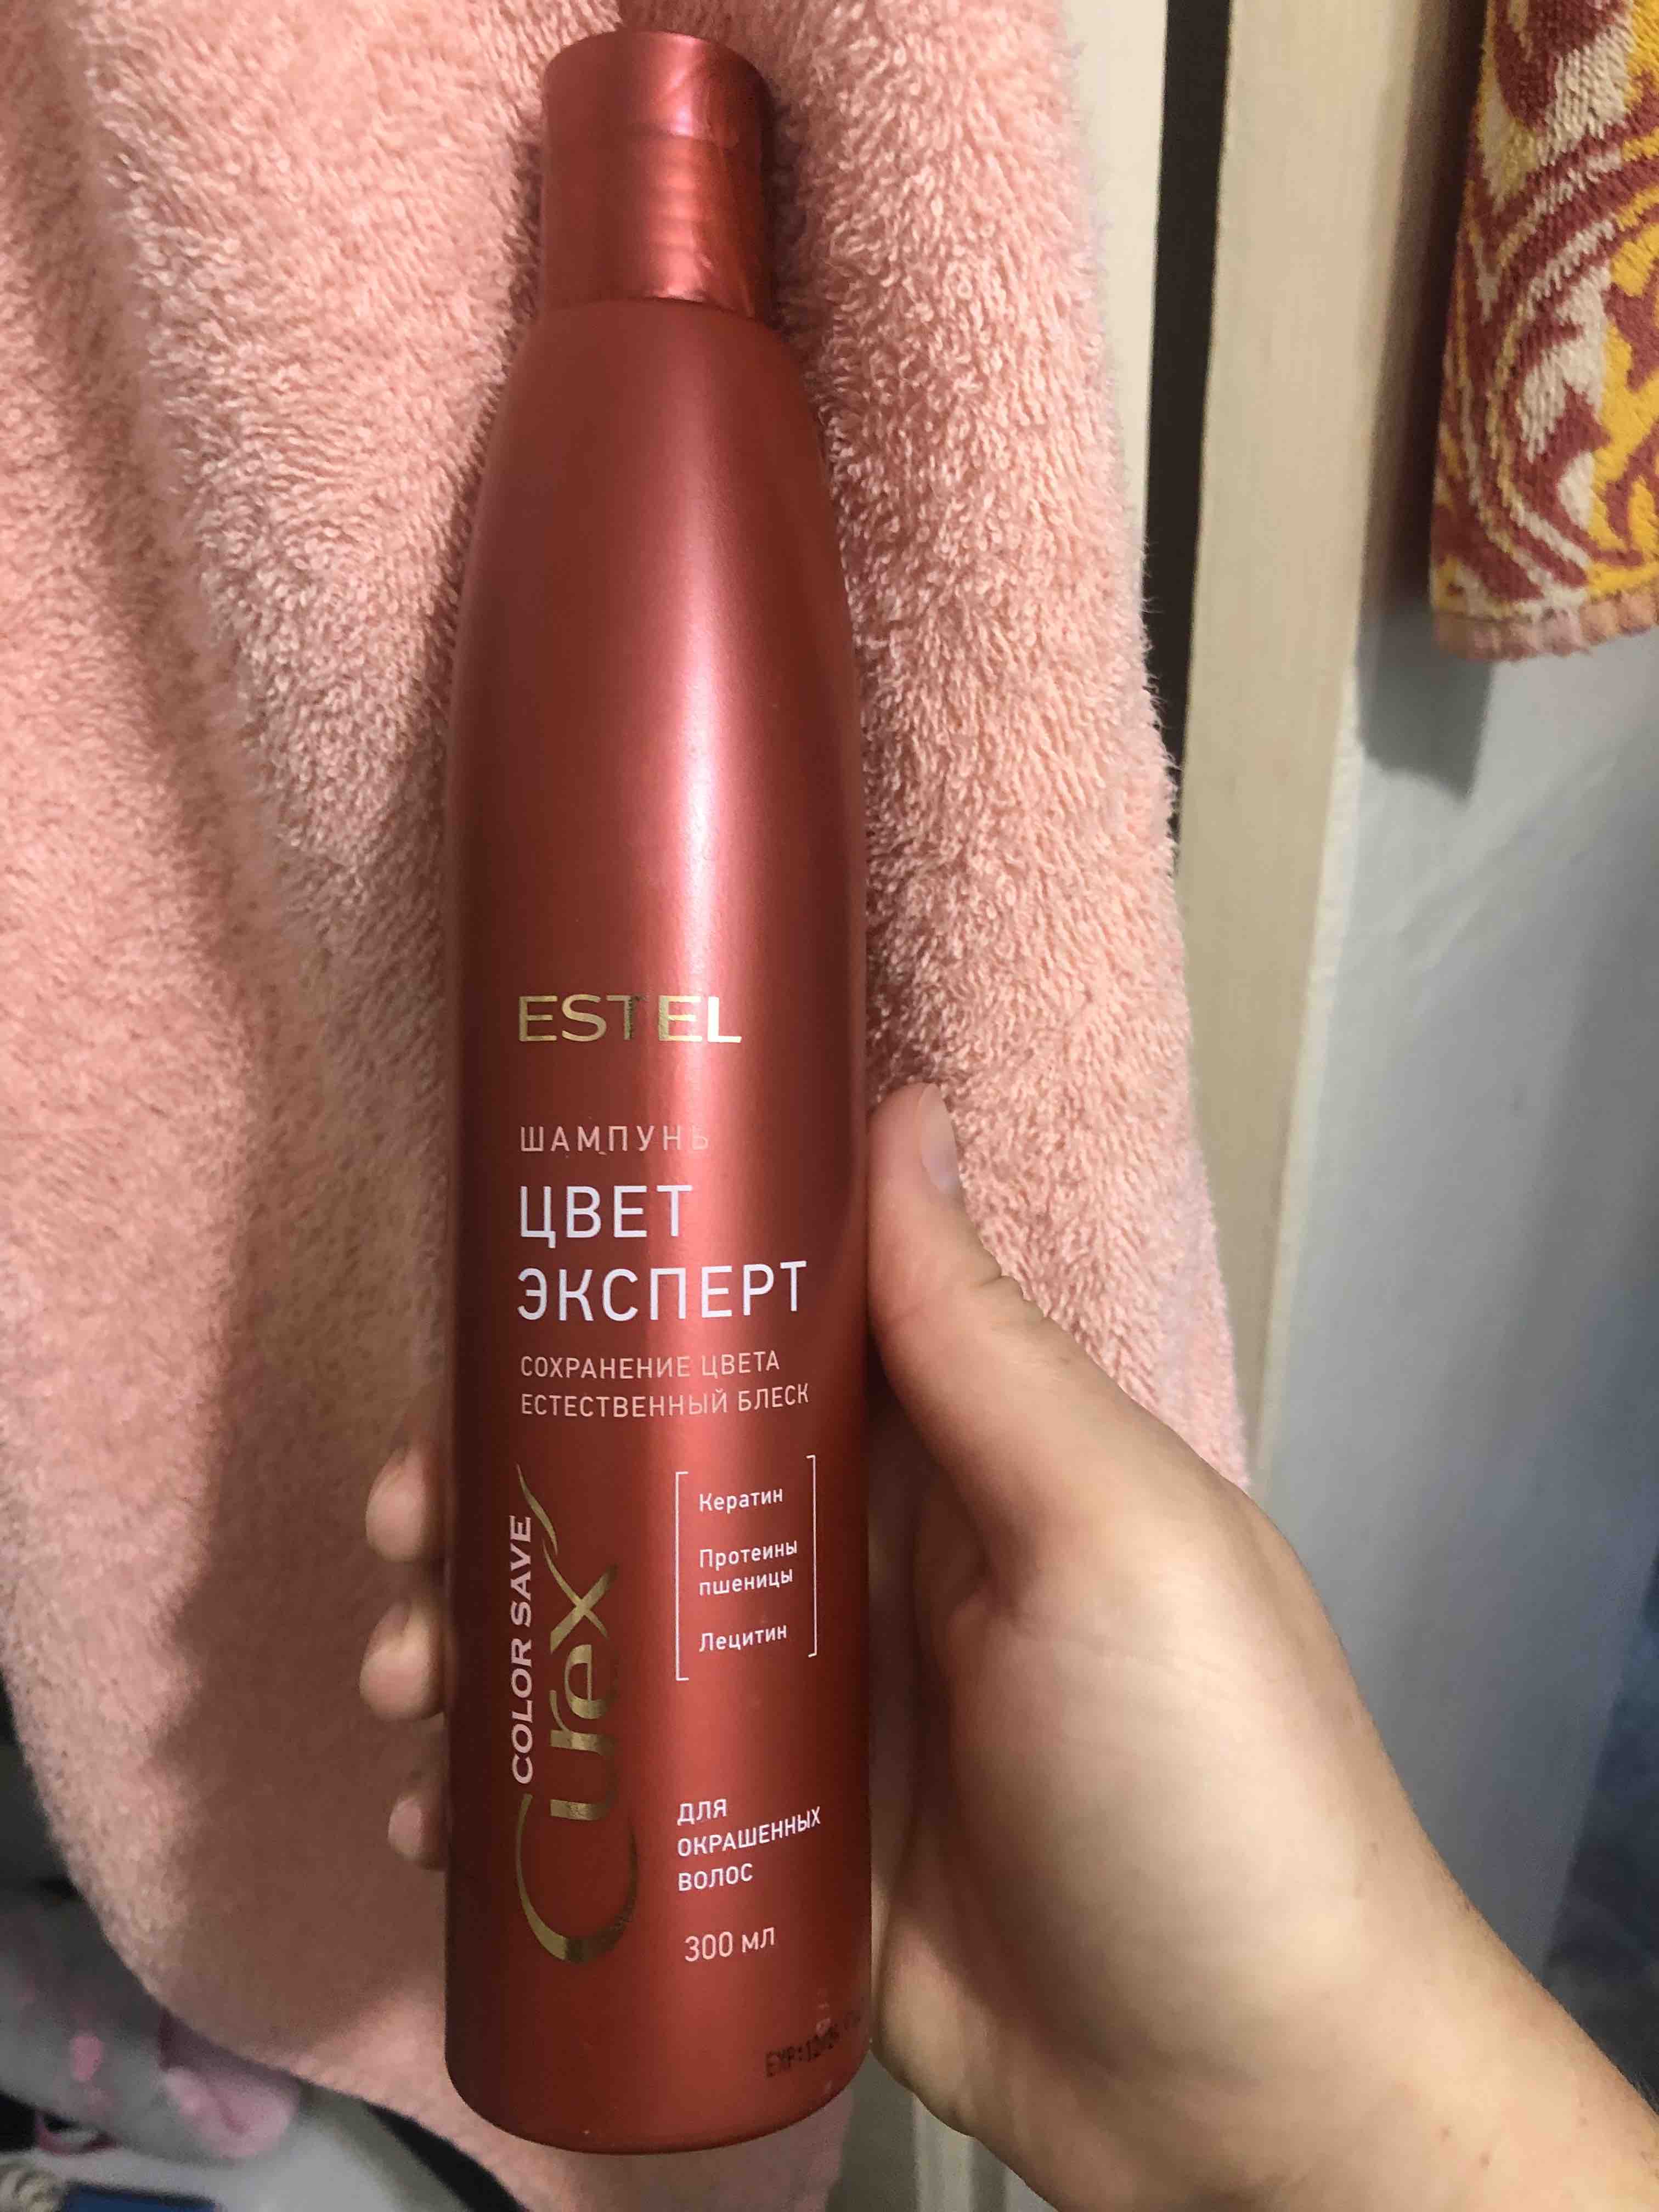 ESTEL
ШАМПУНЬ
ЦВЕТ
ЭКСПЕРТ
СОХРАНЕНИЕ ЦВЕТА
ЕСТЕСТВЕННЫЙ БЛЕСК
COLOR SAVE
Curex
Кератин
Протеины
пшеницы
Лецитин
ДЛЯ
ОКРАШЕННЫХ
ВОЛОС
300 мл